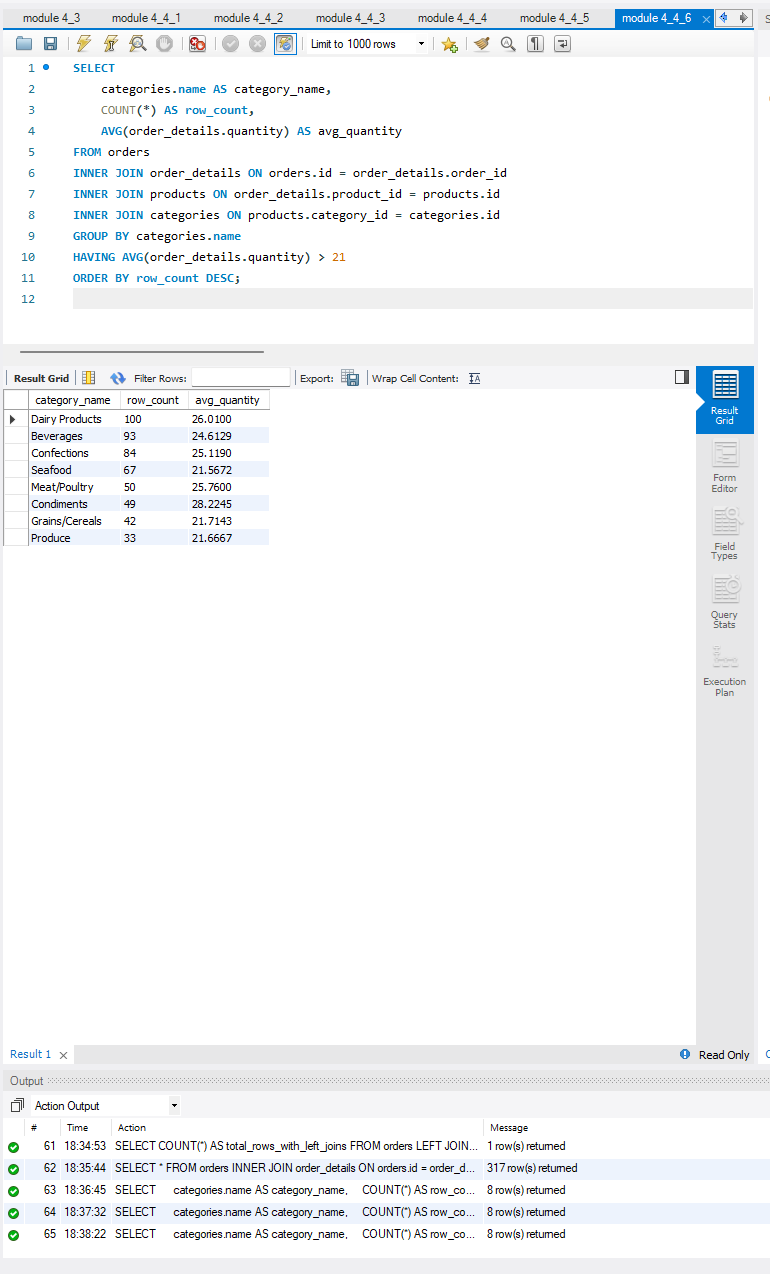 module 4_3 module 4_4_1 module 4_4_2 module 4_4_3 module 4_4_4 module 4_4_5 module 4_4_6
Limit to 1000 rows
1 SELECT
2 categories.name AS category_name,
3 COUNT(*) AS row_count,
4 AVG(order_details.quantity) AS avg_quantity
5 FROM orders
6 INNER JOIN order_details ON orders.id = order_details.order_id
7 INNER JOIN products ON order_details.product_id = products.id
8 INNER JOIN categories ON products.category_id = categories.id
9 GROUP BY categories.name
10 HAVING AVG(order_details.quantity) > 21
11 ORDER BY row_count DESC;
12
Result Grid Filter Rows: Export: Wrap Cell Content:
category_name row_count avg_quantity
Dairy Products 100 26.0100
Beverages 93 24.6129
Confections 84 25.1190
Seafood 67 21.5672
Meat/Poultry 50 25.7600
Condiments 49 28.2245
Grains/Cereals 42 21.7143
Produce 33 21.6667
Result
Grid
Form
Editor
Field
Types
Query
Stats
Execution
Plan
Result 1 Read Only
Output
Action Output
# Time Action Message
61 18:34:53 SELECT COUNT(*) AS total_rows_with_left_joins FROM orders LEFT JOIN... 1 row(s) returned
62 18:35:44 SELECT * FROM orders INNER JOIN order_details ON orders.id = order_d... 317 row(s) returned
63 18:36:45 SELECT categories.name AS category_name, COUNT(*) AS row_co... 8 row(s) returned
64 18:37:32 SELECT categories.name AS category_name, COUNT(*) AS row_co... 8 row(s) returned
65 18:38:22 SELECT categories.name AS category_name, COUNT(*) AS row_co... 8 row(s) returned